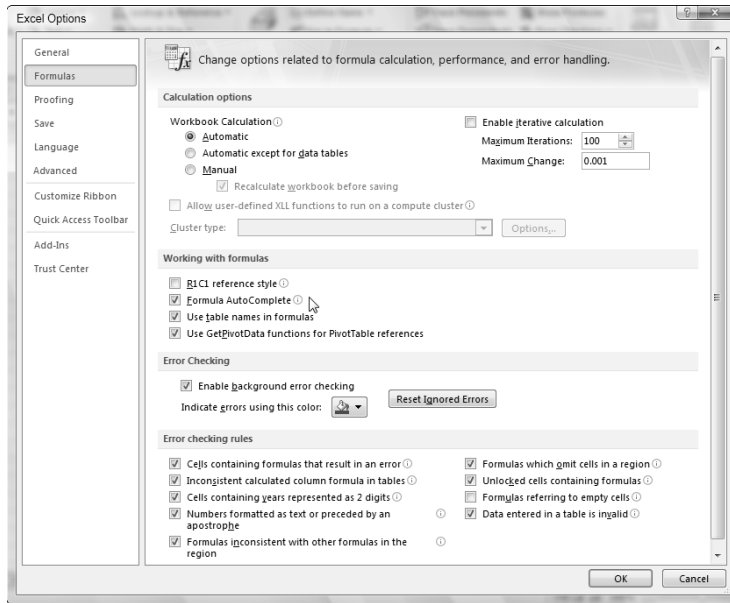 Excel Options
General
Formulas
Proofing
Save
Language
Advanced
Customize Ribbon
Quick Access Toolbar
Add-Ins
Trust Center
Change options related to formula calculation, performance, and error handling.
Calculation options
Workbook Calculation
Automatic
Automatic except for data tables
Manual
Recalculate workbook before saving
Enable iterative calculation
Maximum Iterations: 100
Maximum Change: 0.001
Allow user-defined XLL functions to run on a compute cluster
Cluster type: Options...
Working with formulas
R1C1 reference style
Formula AutoComplete
Use table names in formulas
Use GetPivotData functions for PivotTable references
Error Checking
Enable background error checking
Indicate errors using this color: Reset Ignored Errors
Error checking rules
Cells containing formulas that result in an error
Inconsistent calculated column formula in tables
Cells containing years represented as 2 digits
Numbers formatted as text or preceded by an
apostrophe
Formulas inconsistent with other formulas in the
region
Formulas which omit cells in a region
Unlocked cells containing formulas
Formulas referring to empty cells
Data entered in a table is invalid
OK Cancel